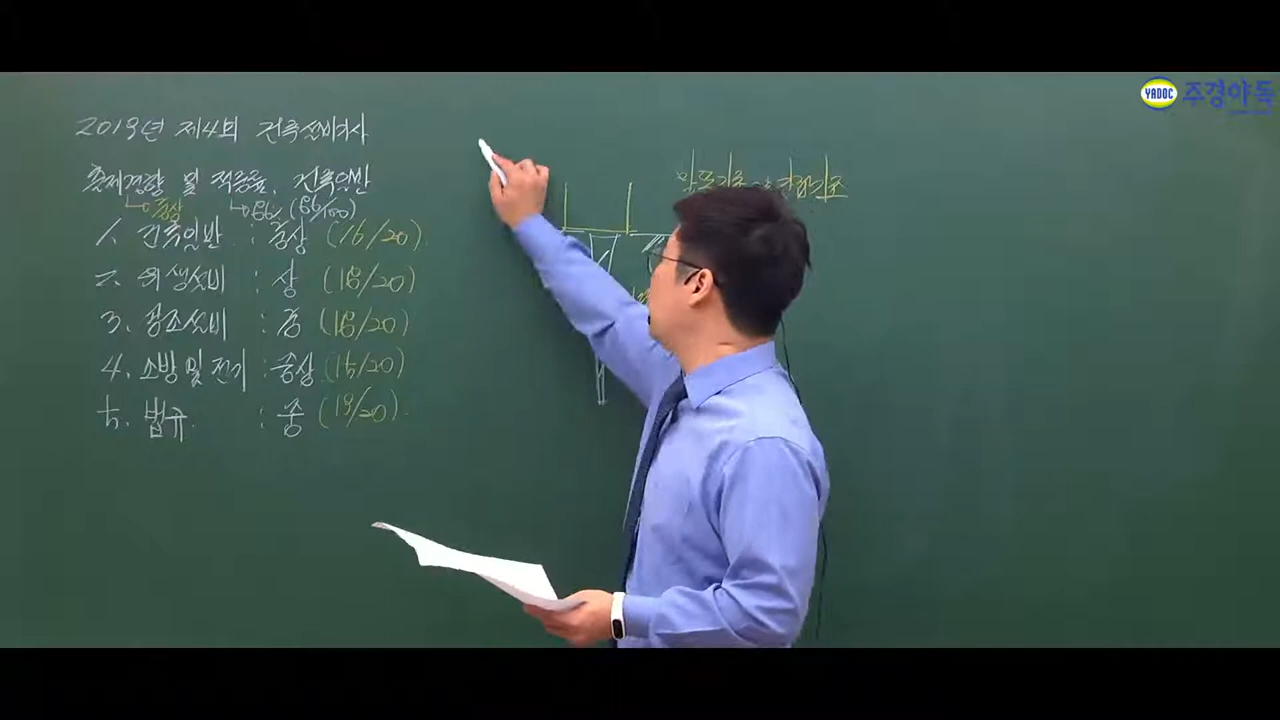 2019년 제4회 건축설비기사
출제경향 및 적중률, 건축일반
↳중상 ↳86% (86/100)
1. 건축일반 : 중상 (16/20)
2. 위생설비 : 상 (18/20)
3. 공조설비 : 중 (18/20)
4. 소방 및 전기 : 중상 (15/20)
5. 법규 : 중 (19/20)
YADOC 주경야독